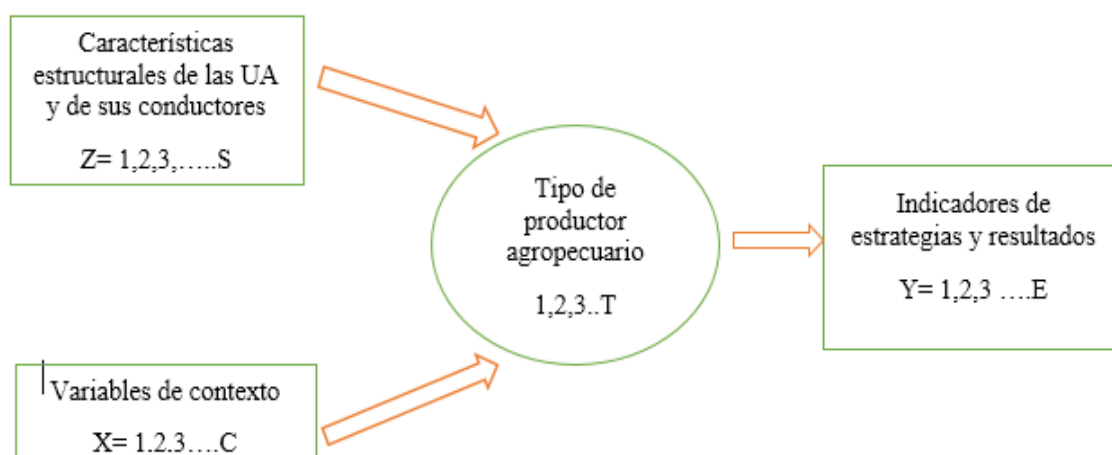 Características
estructurales de las UA
y de sus conductores
Z= 1,2,3,…..S
Tipo de
productor
agropecuario
1,2,3..T
Indicadores de
estrategias y resultados
Y= 1,2,3 ….E
Variables de contexto
X= 1.2.3….C